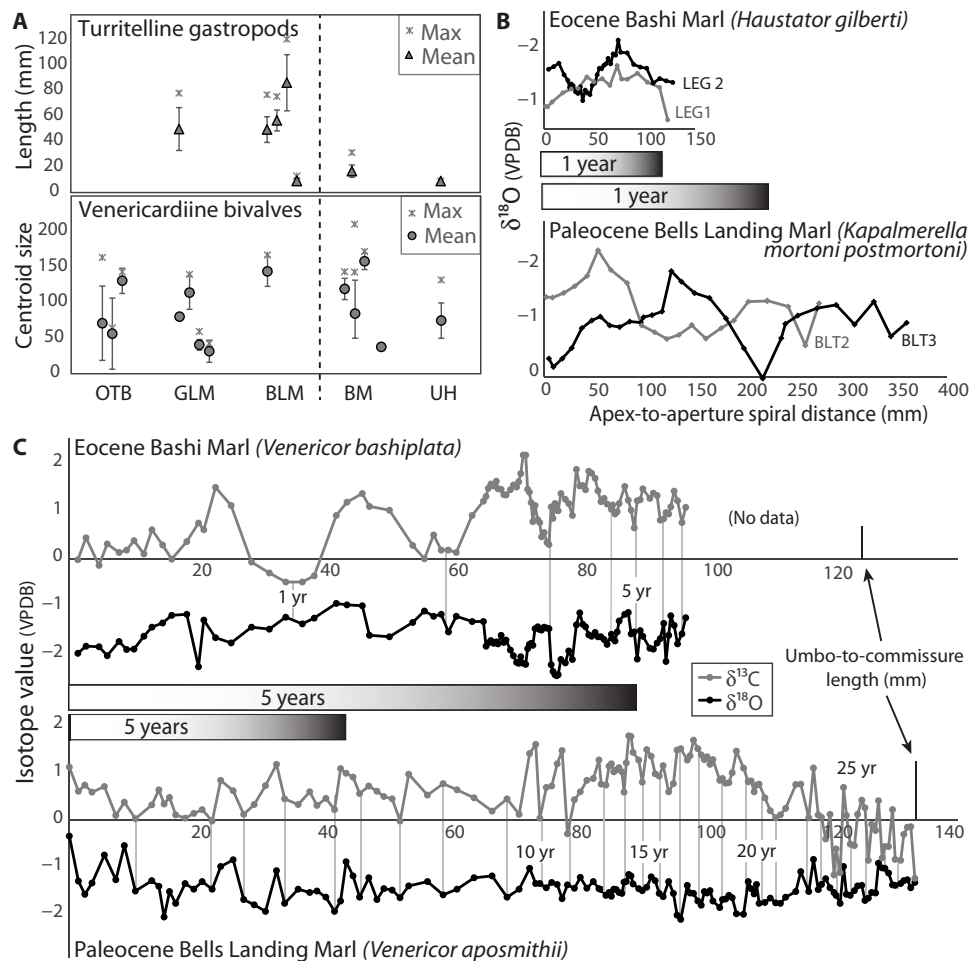 A
Turritelline gastropods
Max
Mean
Length (mm)
120
100
80
60
40
20
0
Venericardiine bivalves
Max
Mean
Centroid size
200
150
100
50
0
OTB GLM BLM BM UH
B
Eocene Bashi Marl (Haustator gilberti)
−2
−1
LEG 2
LEG1
0 50 100 150
1 year
1 year
δ18O (VPDB)
Paleocene Bells Landing Marl (Kapalmerella
mortoni postmortoni)
−2
−1
0
BLT2
BLT3
0 50 100 150 200 250 300 350 400
Apex-to-aperture spiral distance (mm)
C
Eocene Bashi Marl (Venericor bashiplata)
2
1
0
−1
−2
(No data)
20 40 60 80 100 120
1 yr
5 yr
Umbo-to-commissure
length (mm)
δ13C
δ18O
5 years
5 years
Isotope value (VPDB)
2
1
0
−1
−2
25 yr
20 40 60 80 100 120 140
10 yr 15 yr 20 yr
Paleocene Bells Landing Marl (Venericor aposmithii)